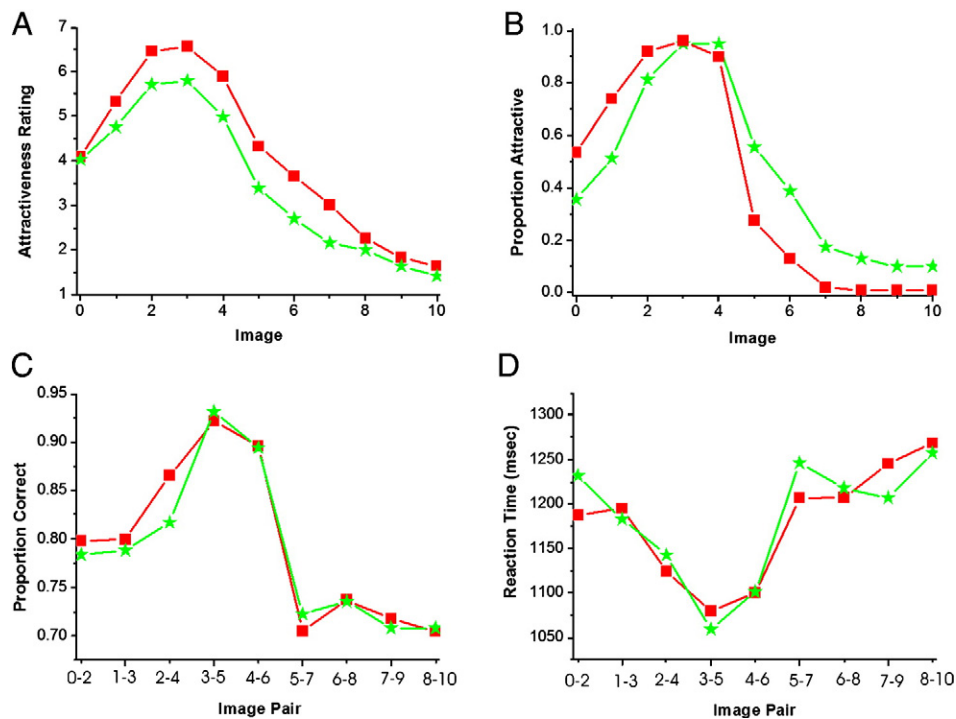 A
7
6
5
4
3
2
1
Attractiveness Rating
0 2 4 6 8 10
Image
B
1.0
0.8
0.6
0.4
0.2
0.0
Proportion Attractive
0 2 4 6 8 10
Image
C
0.95
0.90
0.85
0.80
0.75
0.70
Proportion Correct
0-2 1-3 2-4 3-5 4-6 5-7 6-8 7-9 8-10
Image Pair
D
1300
1250
1200
1150
1100
1050
Reaction Time (msec)
0-2 1-3 2-4 3-5 4-6 5-7 6-8 7-9 8-10
Image Pair